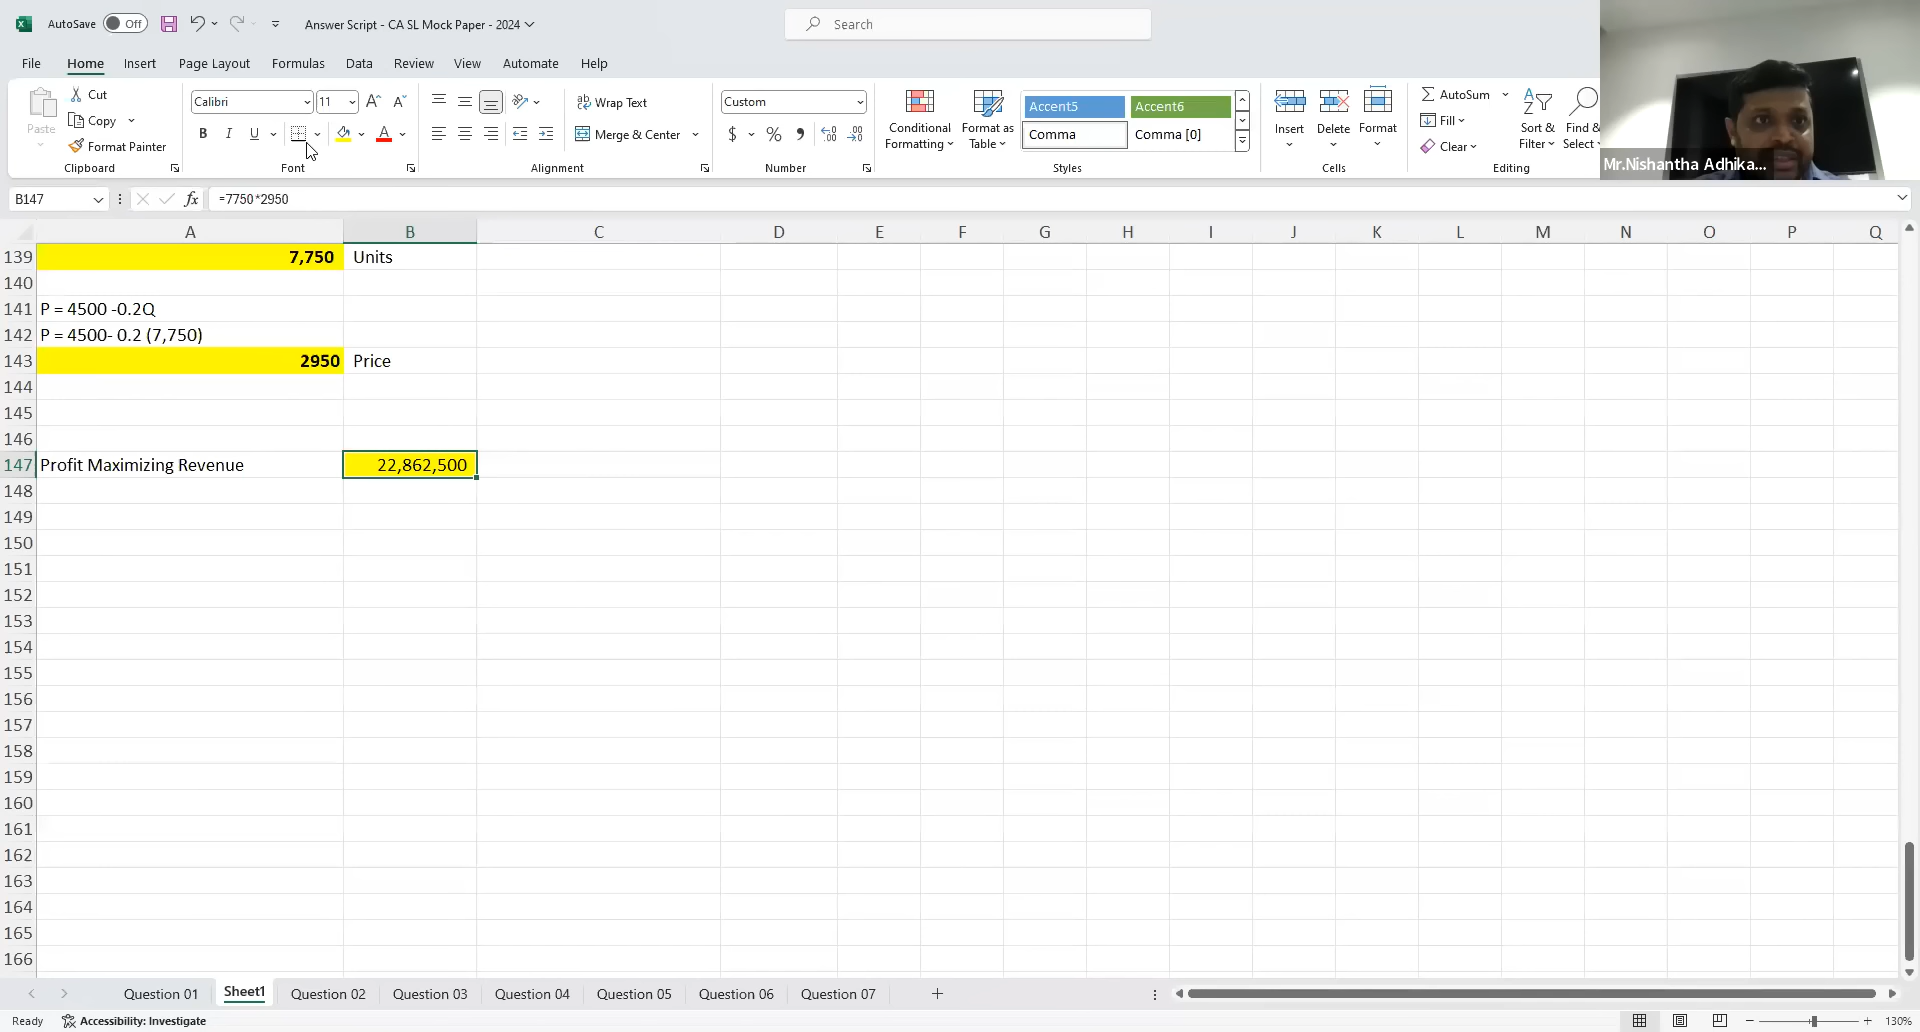 AutoSave Off Answer Script - CA SL Mock Paper - 2024 Search
File Home Insert Page Layout Formulas Data Review View Automate Help
Paste
Cut
Copy
Format Painter
Clipboard
Calibri 11
B I U
Font
Wrap Text
Merge & Center
Alignment
Custom
$ % ,
Number
Conditional Formatting
Format as Table
Accent5 Accent6
Comma Comma [0]
Styles
Insert Delete Format
Cells
AutoSum
Fill
Clear
Sort & Filter
Find & Select
Editing
Mr.Nishantha Adhika...
B147 fx =7750*2950
A B C D E F G H I J K L M N O P Q
139 7,750 Units
140
141 P = 4500 -0.2Q
142 P = 4500- 0.2 (7,750)
143 2950 Price
144
145
146
147 Profit Maximizing Revenue 22,862,500
148
149
150
151
152
153
154
155
156
157
158
159
160
161
162
163
164
165
166
Question 01 Sheet1 Question 02 Question 03 Question 04 Question 05 Question 06 Question 07
Ready Accessibility: Investigate 130%